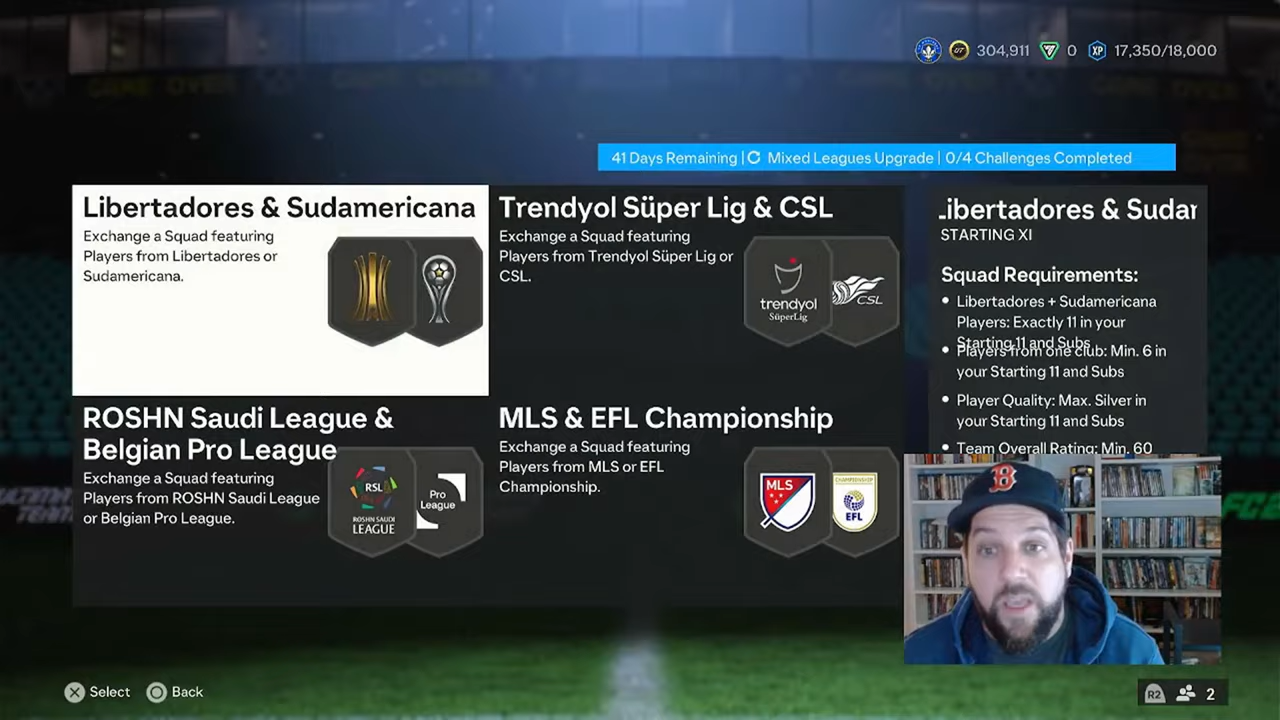 UT 304,911 0 XP 17,350/18,000
41 Days Remaining | Mixed Leagues Upgrade | 0/4 Challenges Completed
Libertadores & Sudamericana
Exchange a Squad featuring
Players from Libertadores or
Sudamericana.
Trendyol Süper Lig & CSL
Exchange a Squad featuring
Players from Trendyol Süper Lig or
CSL.
trendyol
SüperLig
CSL
ROSHN Saudi League &
Belgian Pro League
Exchange a Squad featuring
Players from ROSHN Saudi League
or Belgian Pro League.
RSL
ROSHN SAUDI
LEAGUE
Pro
League
MLS & EFL Championship
Exchange a Squad featuring
Players from MLS or EFL
Championship.
MLS
CHAMPIONSHIP
EFL
ibertadores & Sudar
STARTING XI
Squad Requirements:
Libertadores + Sudamericana
Players: Exactly 11 in your
Starting 11 and Subs
Players from one club: Min. 6 in
your Starting 11 and Subs
Player Quality: Max. Silver in
your Starting 11 and Subs
Team Overall Rating: Min. 60
B
Select Back
R2 2